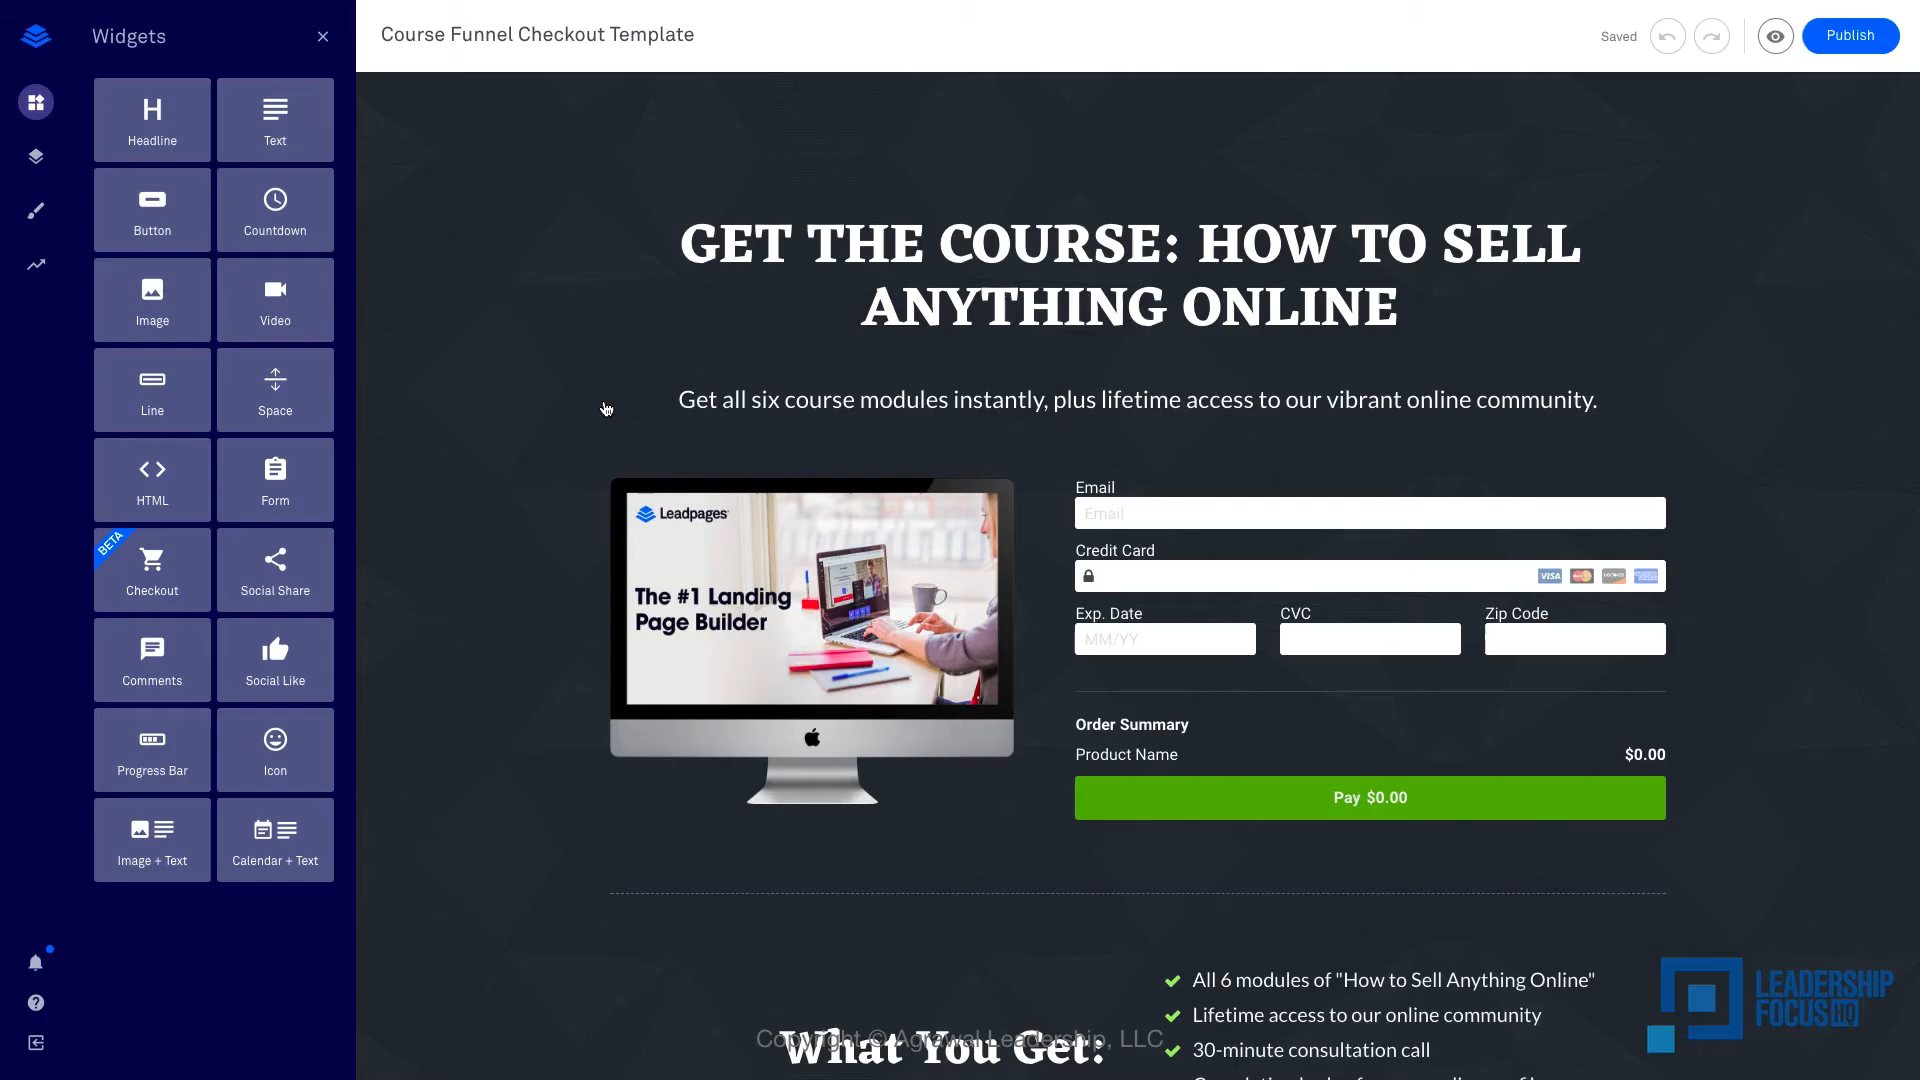 Widgets
Headline
Text
Button
Countdown
Image
Video
Line
Space
HTML
Form
BETA
Checkout
Social Share
Comments
Social Like
Progress Bar
Icon
Image + Text
Calendar + Text
Course Funnel Checkout Template
Saved
Publish
GET THE COURSE: HOW TO SELL
ANYTHING ONLINE
Get all six course modules instantly, plus lifetime access to our vibrant online community.
Leadpages
The #1 Landing
Page Builder
Email
Email
Credit Card
VISA
Exp. Date
CVC
Zip Code
MM/YY
Order Summary
Product Name
$0.00
Pay $0.00
What You Get:
All 6 modules of "How to Sell Anything Online"
Lifetime access to our online community
30-minute consultation call
Copyright © Agrawal Leadership, LLC
LEADERSHIP
FOCUS HQ